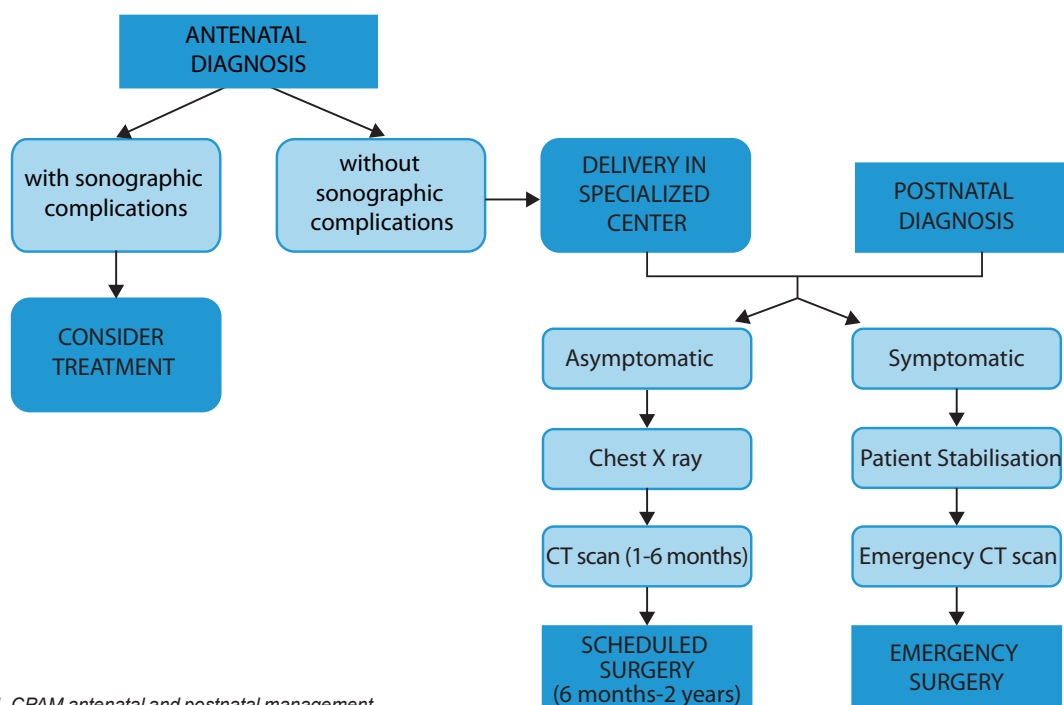 ANTENATAL
DIAGNOSIS
with sonographic
complications
without
sonographic
complications
DELIVERY IN
SPECIALIZED
CENTER
POSTNATAL
DIAGNOSIS
CONSIDER
TREATMENT
Asymptomatic
Symptomatic
Chest X ray
Patient Stabilisation
CT scan (1-6 months)
Emergency CT scan
SCHEDULED
SURGERY
(6 months-2 years)
EMERGENCY
SURGERY
CPAM antenatal and postnatal management